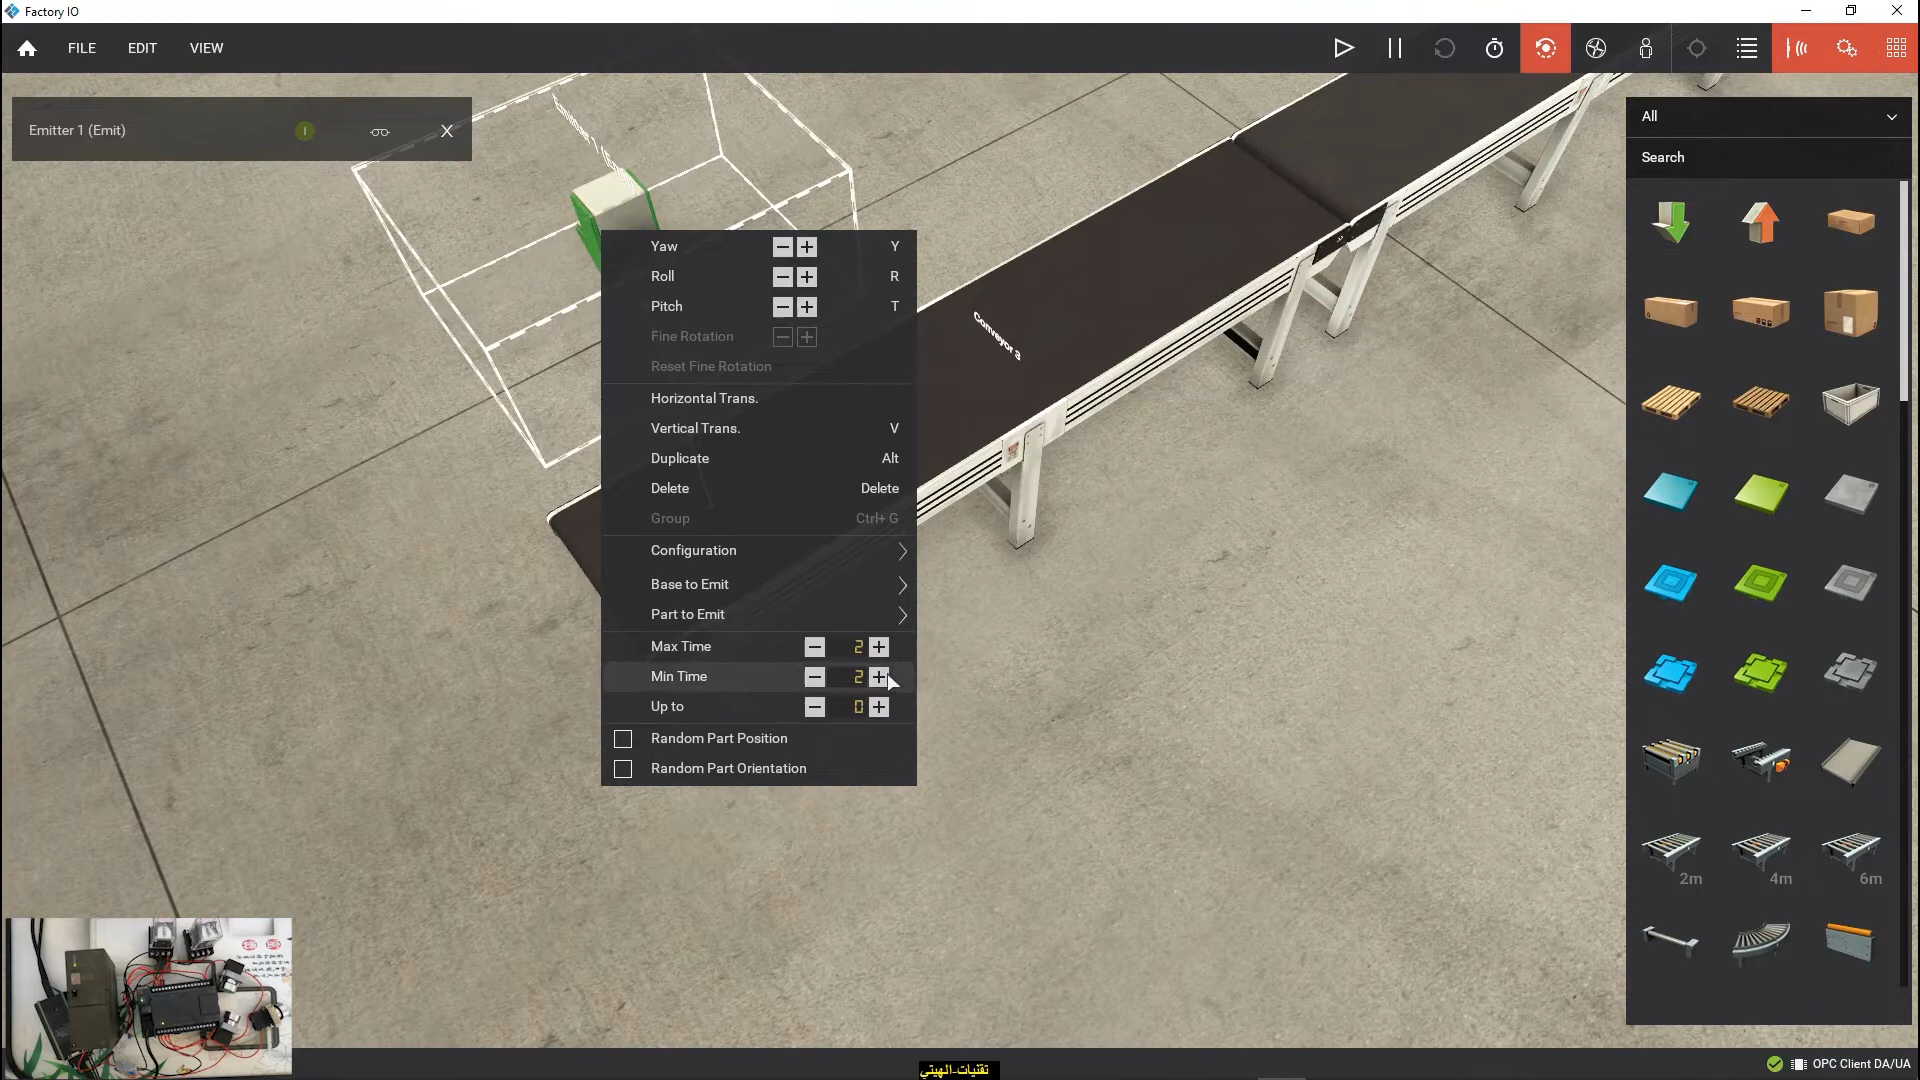 Factory IO
FILE
EDIT
VIEW
Emitter 1 (Emit)
X
All
Search
Yaw
Y
Roll
R
Pitch
T
Fine Rotation
Reset Fine Rotation
Horizontal Trans.
Vertical Trans.
V
Duplicate
Alt
Delete
Delete
Group
Ctrl+ G
Configuration
Base to Emit
Part to Emit
Max Time
2
Min Time
2
Up to
0
Random Part Position
Random Part Orientation
Conveyor 3
2m
4m
6m
تقنيات-الهيتي
OPC Client DA/UA